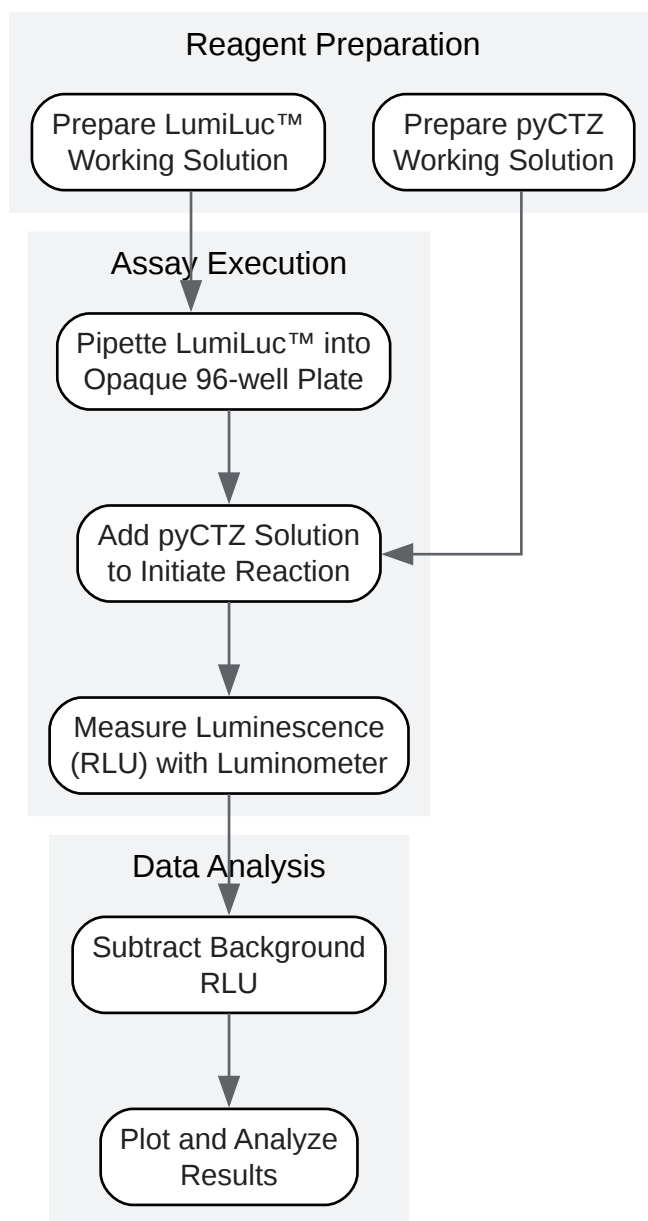 Reagent Preparation
Prepare LumiLuc™
Working Solution
Prepare pyCTZ
Working Solution
Assay Execution
Pipette LumiLuc™ into
Opaque 96-well Plate
Add pyCTZ Solution
to Initiate Reaction
Measure Luminescence
(RLU) with Luminometer
Data Analysis
Subtract Background
RLU
Plot and Analyze
Results